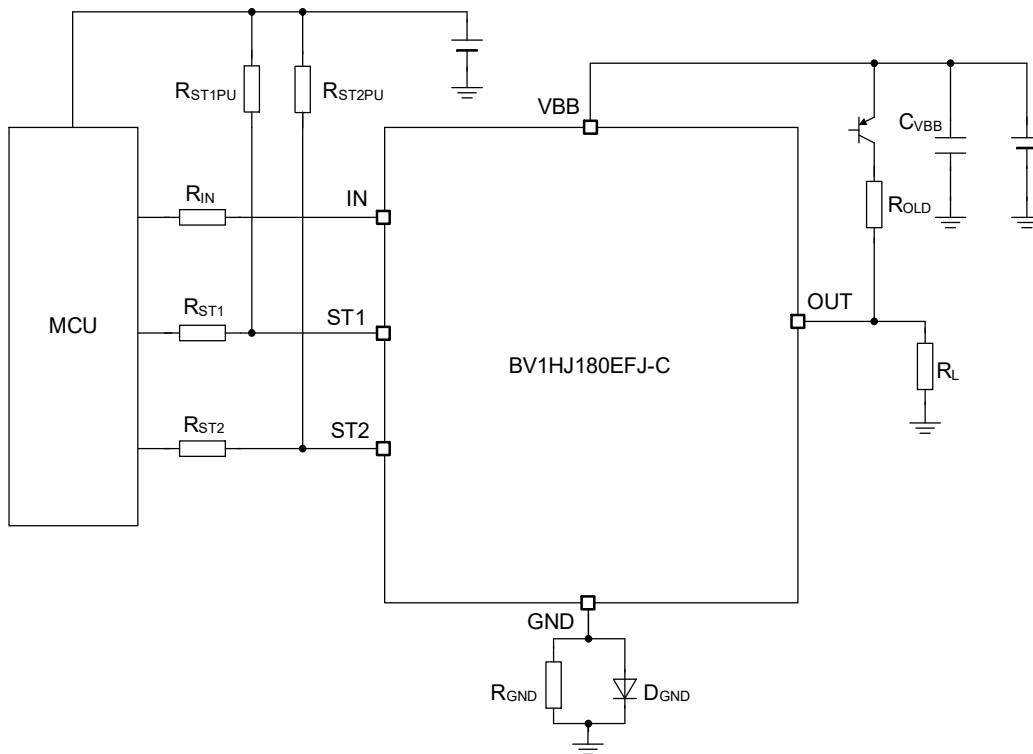 RST1PU
RST2PU
VBB
CVBB
RIN
IN
ROLD
MCU
RST1
ST1
OUT
BV1HJ180EFJ-C
RL
RST2
ST2
GND
RGND
DGND